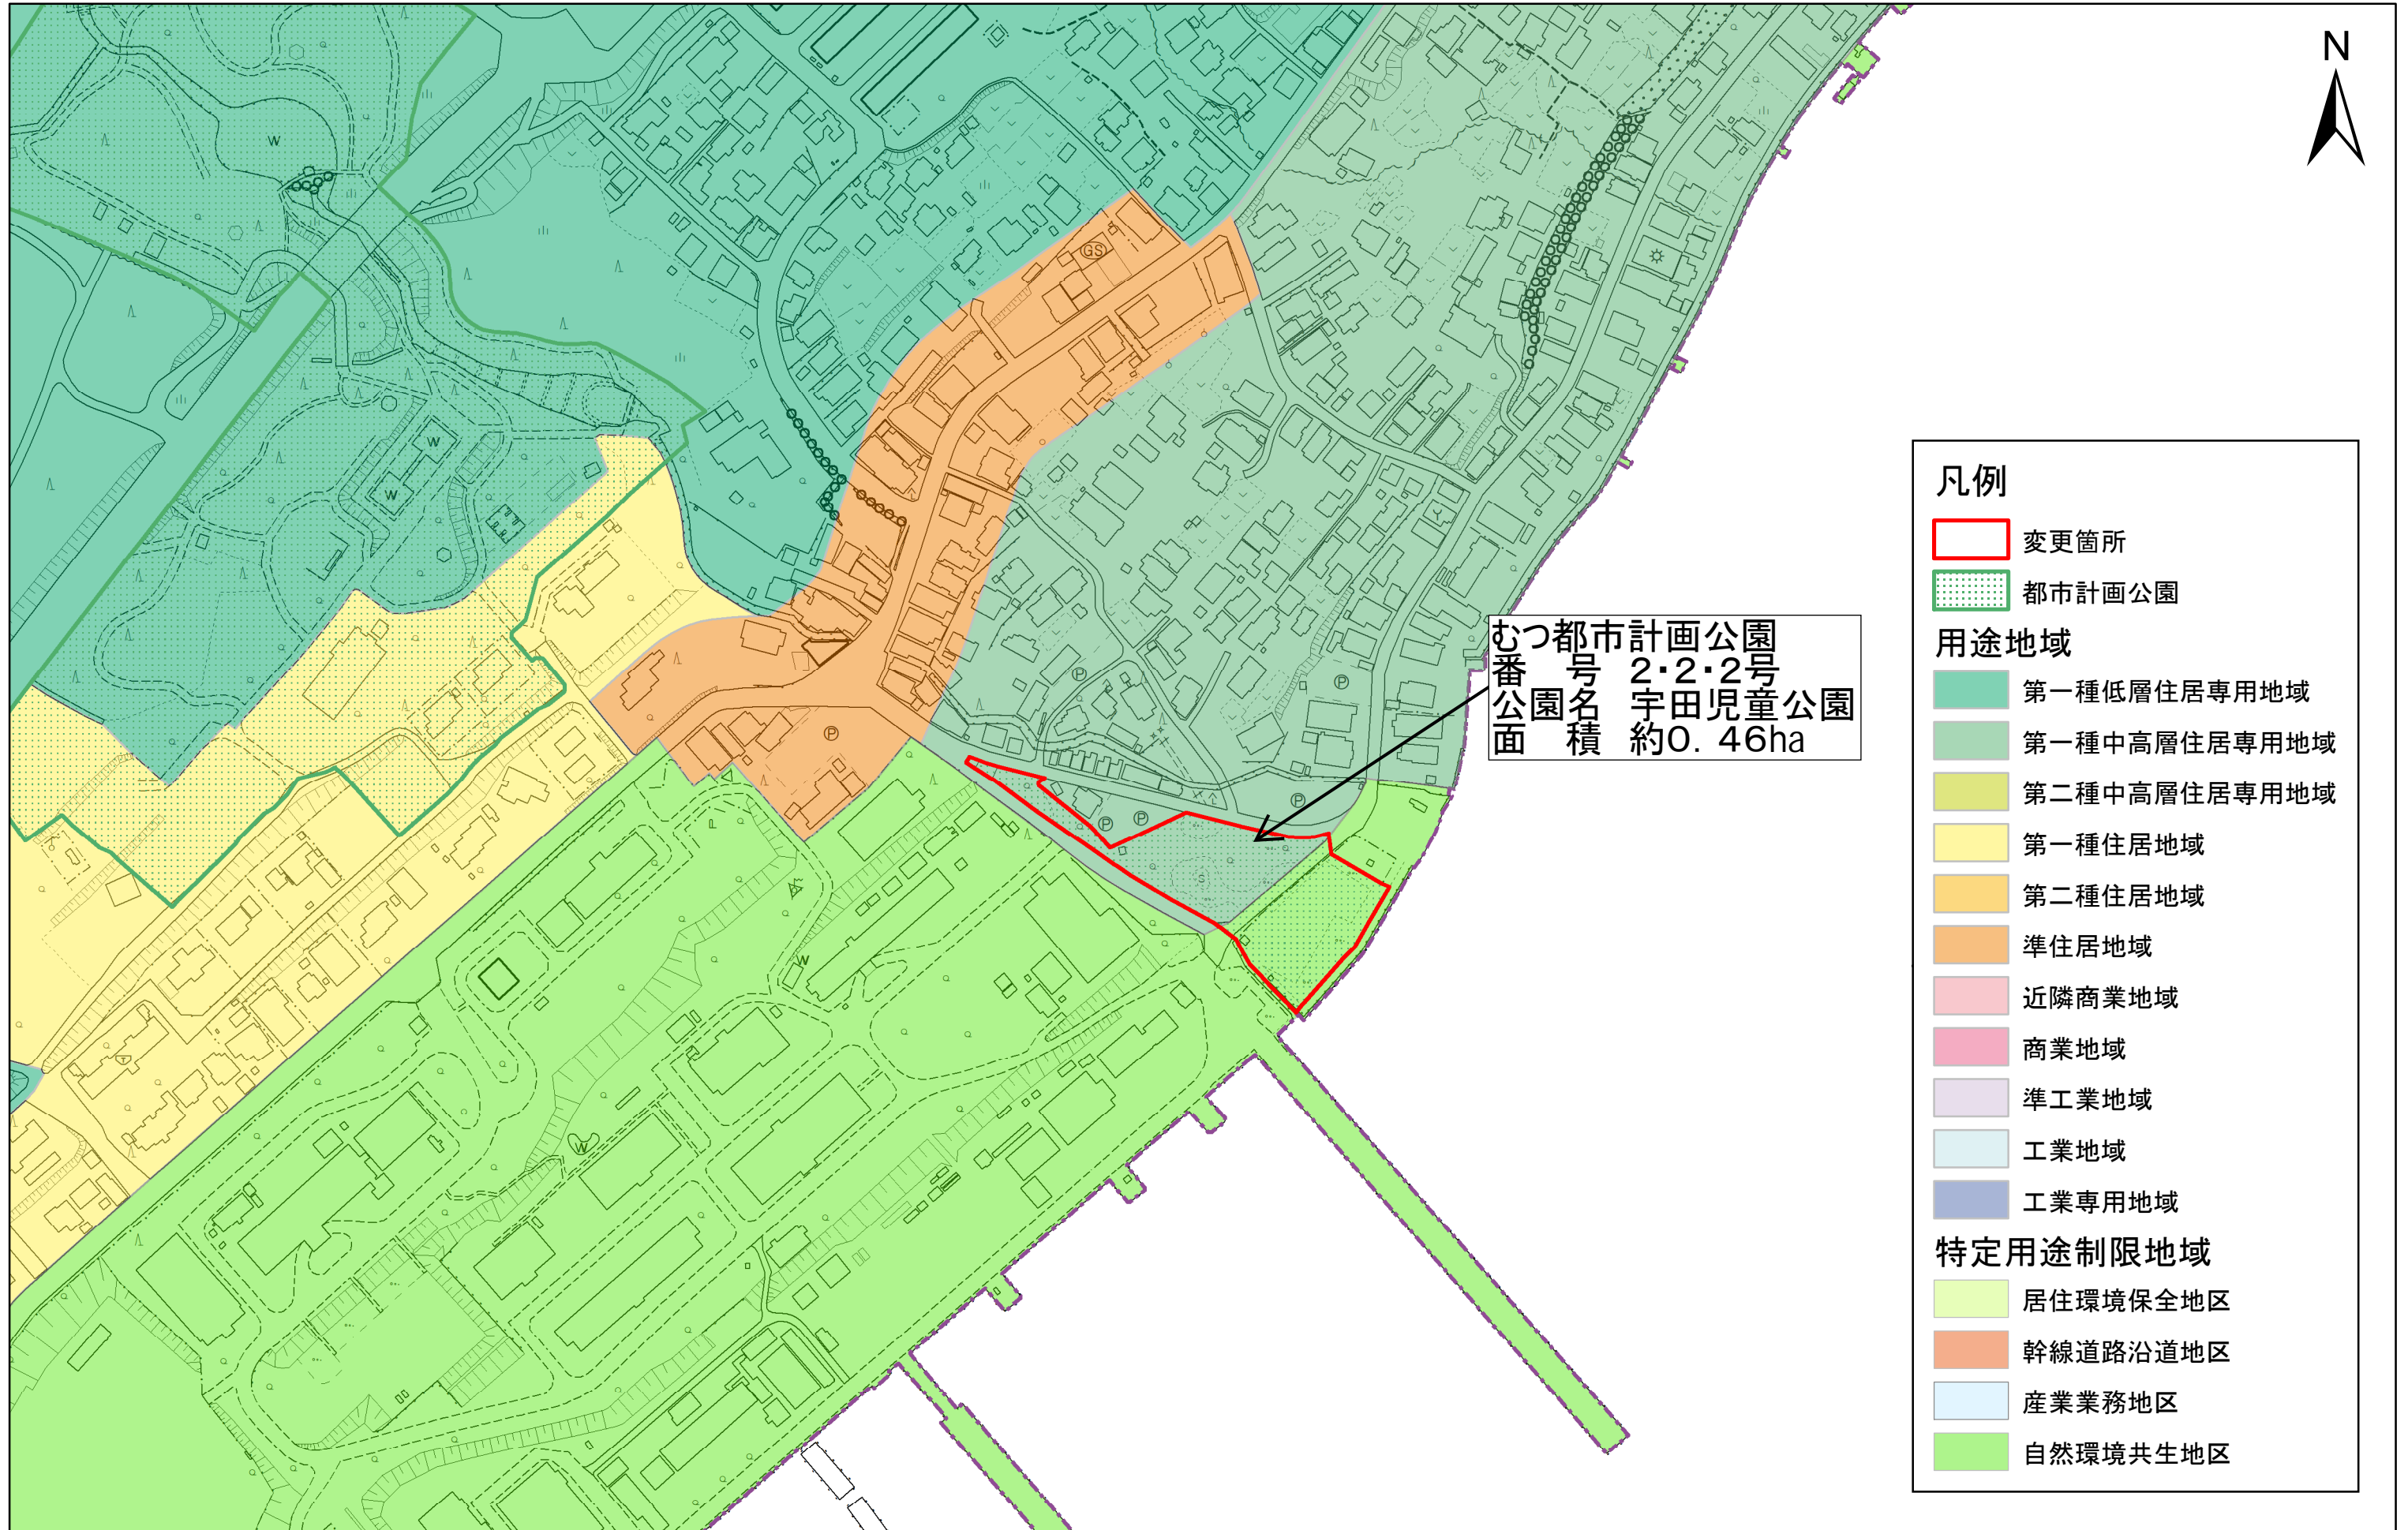 N
GS
W
W
W
P
P
P
P
P
P
S
W
W
むつ都市計画公園
番　号　2・2・2号
公園名　宇田児童公園
面　積　約0．46ha
凡例
変更箇所
都市計画公園
用途地域
第一種低層住居専用地域
第一種中高層住居専用地域
第二種中高層住居専用地域
第一種住居地域
第二種住居地域
準住居地域
近隣商業地域
商業地域
準工業地域
工業地域
工業専用地域
特定用途制限地域
居住環境保全地区
幹線道路沿道地区
産業業務地区
自然環境共生地区